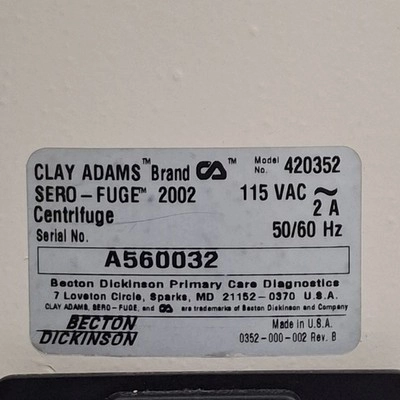 CLAY ADAMS™ Brand CA™ Model No. 420352
SERO-FUGE™ 2002 115 VAC ~ 2 A
Centrifuge 50/60 Hz
Serial No.
A560032
Becton Dickinson Primary Care Diagnostics
7 Loveton Circle, Sparks, MD 21152-0370 U.S.A.
CLAY ADAMS, SERO-FUGE, and CA are trademarks of Becton Dickinson and Company
BECTON Made in U.S.A.
DICKINSON 0352-000-002 Rev. B